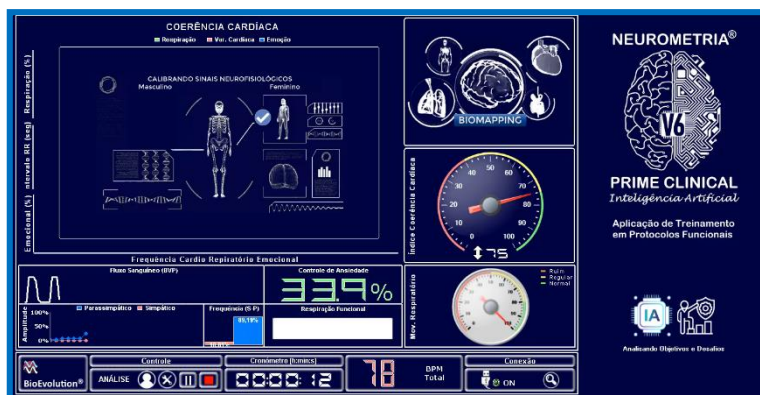 COERÊNCIA CARDÍACA
Respiração Var. Cardíaca Emoção
Respiração (%)
Intervalo RR (seg)
Emocional (%)
CALIBRANDO SINAIS NEUROFISIOLÓGICOS
Masculino Feminino
Frequência Cardio Repiratório Emocional
BIOMAPPING
Índice Coerência Cardíaca
0 10 20 30 40 50 60 70 80 90 100
75
Fluxo Sanguíneo (BVP)
Controle de Ansiedade
33.9%
Amplitude
100%
50%
0%
Parassimpático Simpático
Frequência (S P)
89,19%
Respiração Funcional
Mov. Respiratório
Ruim
Regular
Normal
BioEvolution®
Controle
ANÁLISE
Cronômetro [h:m:s]
00:00:12
78
BPM
Total
Conexão
ON
NEUROMETRIA®
V6
PRIME CLINICAL
Inteligência Artificial
Aplicação de Treinamento
em Protocolos Funcionais
IA
Analisando Objetivos e Desafios